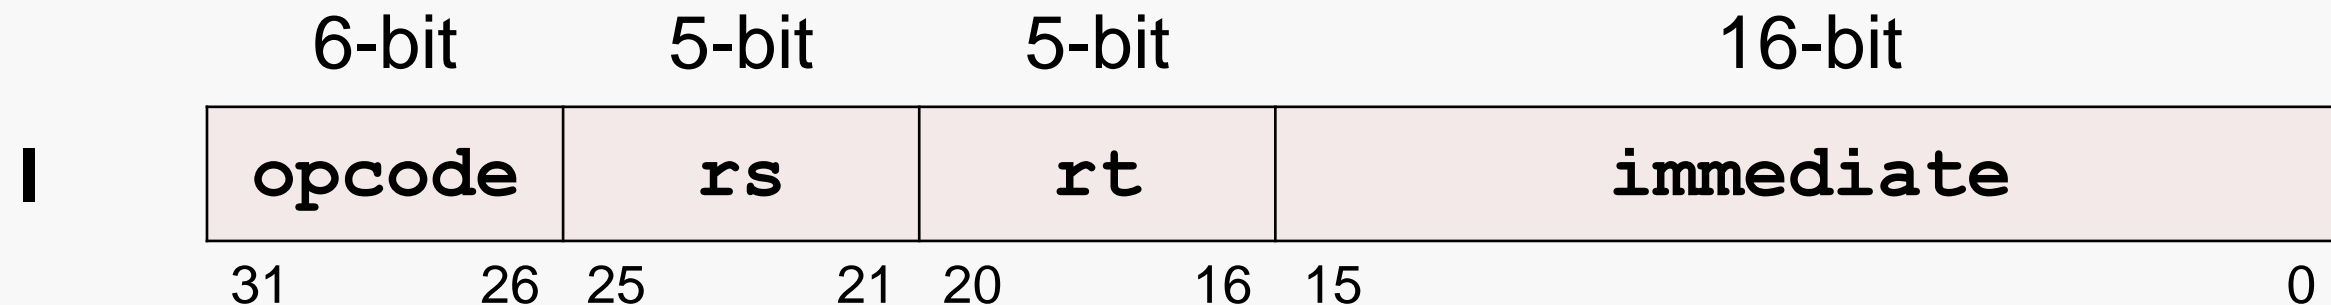 6-bit 5-bit 5-bit 16-bit
I opcode rs rt immediate
31 26 25 21 20 16 15 0